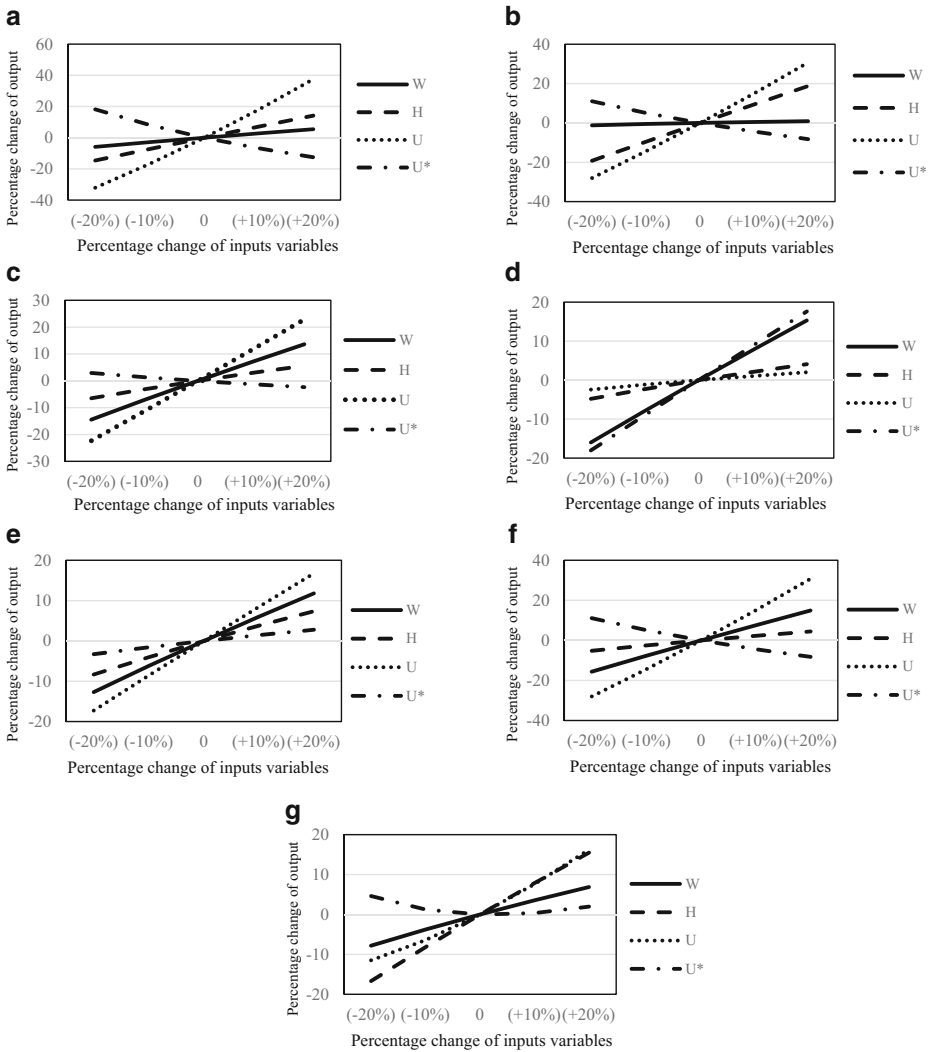 a
Percentage change of output
60
40
20
0
-20
-40
(-20%) (-10%) 0 (+10%) (+20%)
Percentage change of inputs variables
W
H
U
U*
b
Percentage change of output
40
20
0
-20
-40
(-20%) (-10%) 0 (+10%) (+20%)
Percentage change of inputs variables
W
H
U
U*
c
Percentage change of output
30
20
10
0
-10
-20
-30
(-20%) (-10%) 0 (+10%) (+20%)
Percentage change of inputs variables
W
H
U
U*
d
Percentage change of output
20
10
0
-10
-20
(-20%) (-10%) 0 (+10%) (+20%)
Percentage change of inputs variables
W
H
U
U*
e
Percentage change of output
20
10
0
-10
-20
(-20%) (-10%) 0 (+10%) (+20%)
Percentage change of inputs variables
W
H
U
U*
f
Percentage change of output
40
20
0
-20
-40
(-20%) (-10%) 0 (+10%) (+20%)
Percentage change of inputs variables
W
H
U
U*
g
Percentage change of output
20
10
0
-10
-20
(-20%) (-10%) 0 (+10%) (+20%)
Percentage change of inputs variables
W
H
U
U*